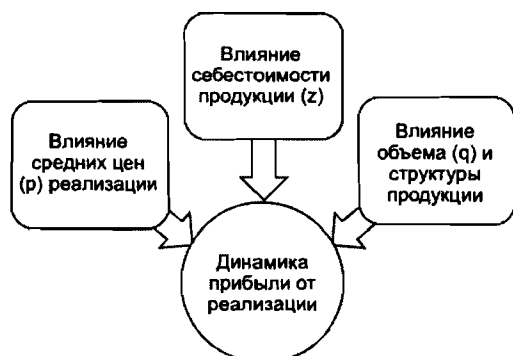 Влияние
себестоимости
продукции (z)
Влияние
средних цен
(p) реализации
Влияние
объема (q) и
структуры
продукции
Динамика
прибыли от
реализации